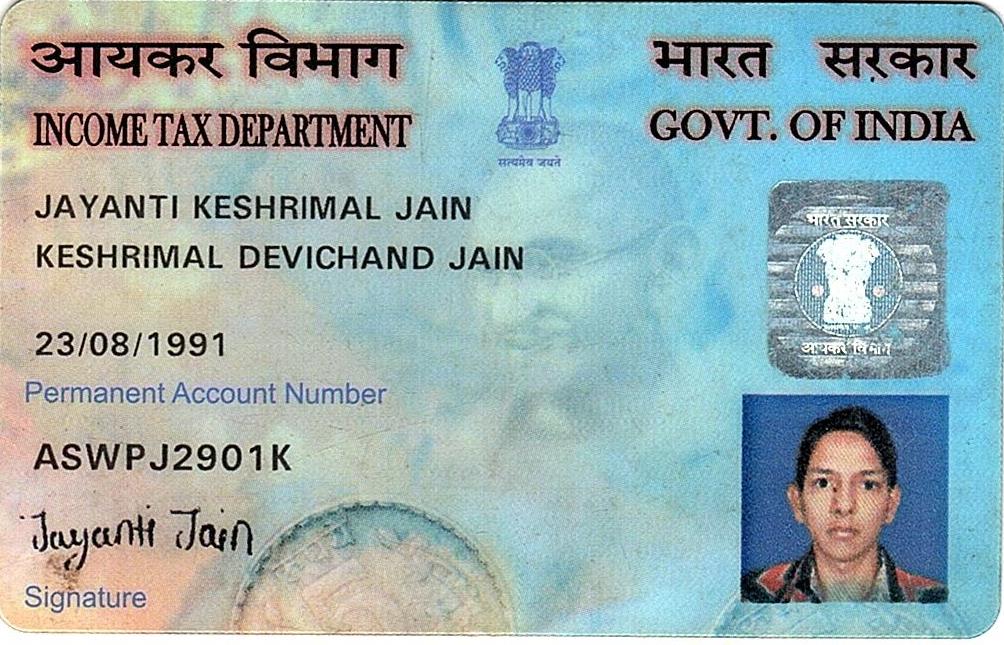 आयकर विभाग
INCOME TAX DEPARTMENT
सत्यमेव जयते
भारत सरकार
GOVT. OF INDIA
JAYANTI KESHRIMAL JAIN
KESHRIMAL DEVICHAND JAIN
23/08/1991
Permanent Account Number
ASWPJ2901K
Jayanti Jain
Signature
भारत सरकार
आयकर विभाग